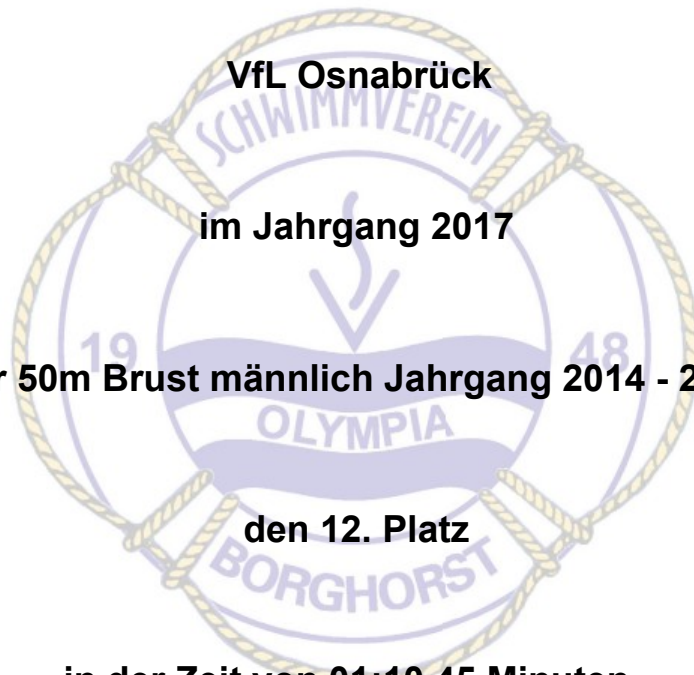 VfL Osnabrück
SCHWIMMVEREIN
im Jahrgang 2017
19 48
50m Brust männlich Jahrgang 2014 -
OLYMPIA
den 12. Platz
BORGHORST
in der Zeit von 01:10,45 Minuten